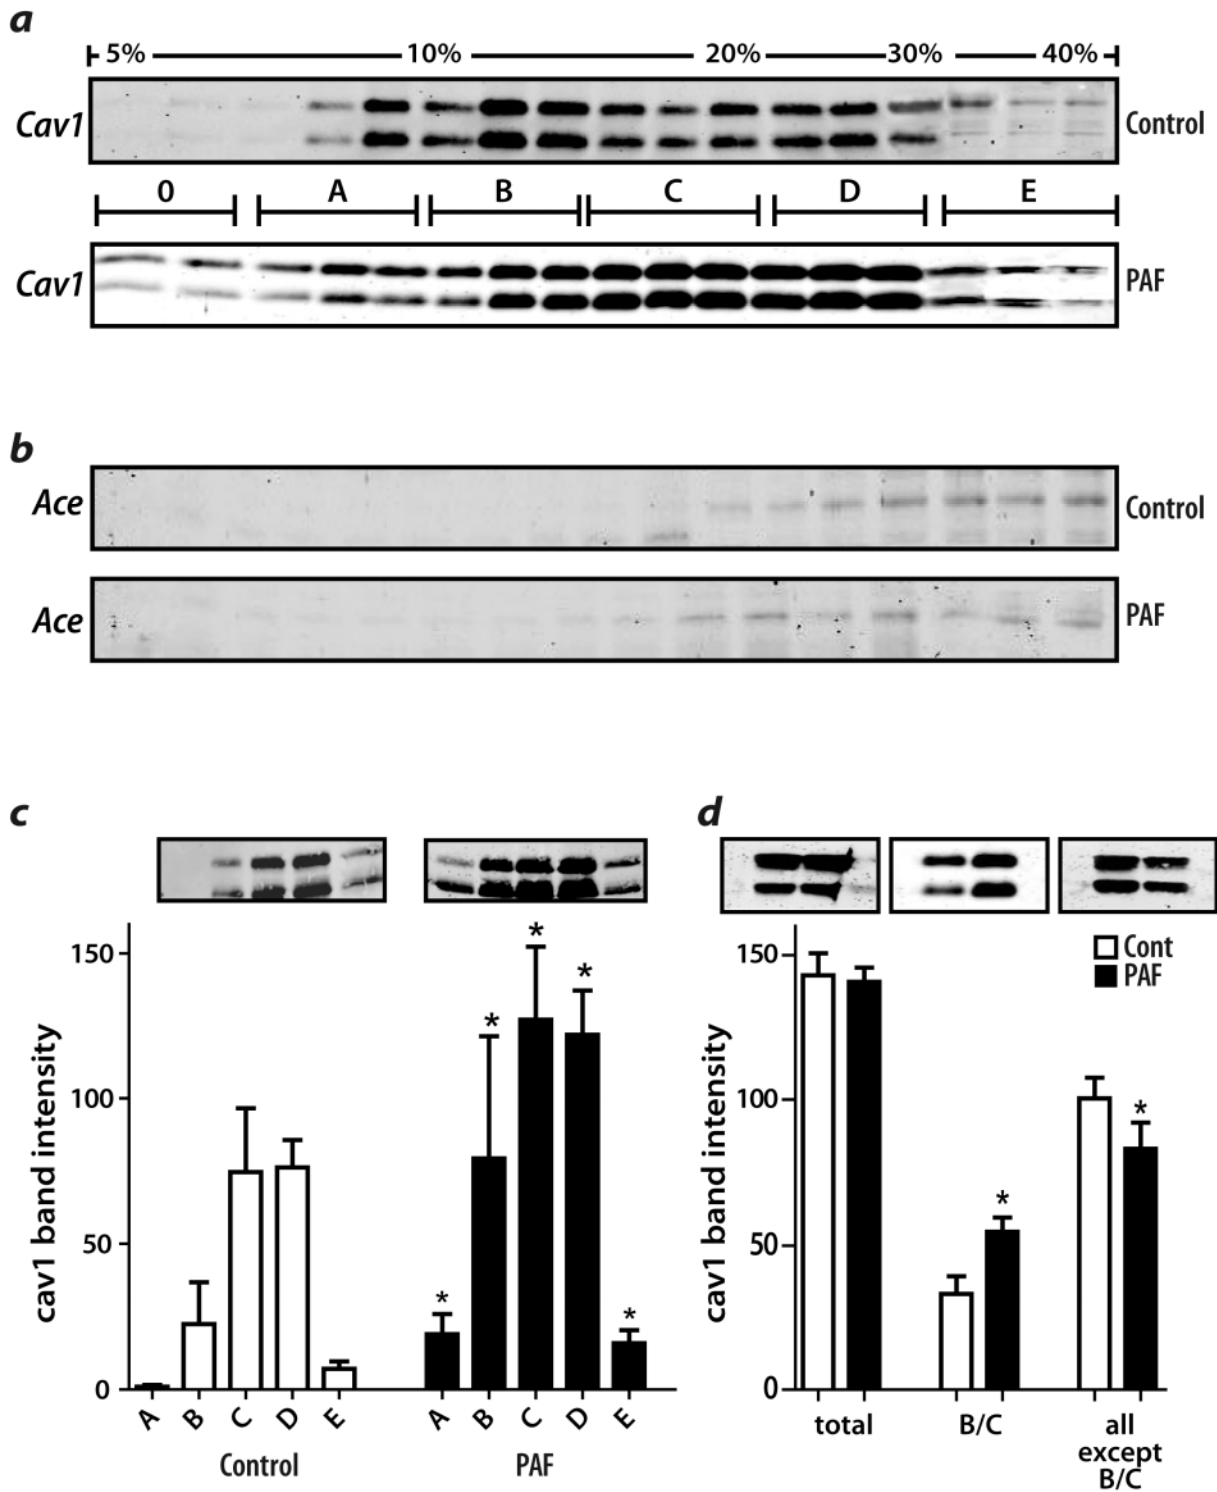 a
5% 10% 20% 30% 40%
Cav1 Control
0 A B C D E
Cav1 PAF
b
Ace Control
Ace PAF
c
cav1 band intensity
150
100
50
0
* * * * *
A B C D E A B C D E
Control PAF
d
cav1 band intensity
Cont
PAF
150
100
50
0
* *
total B/C all
except
B/C